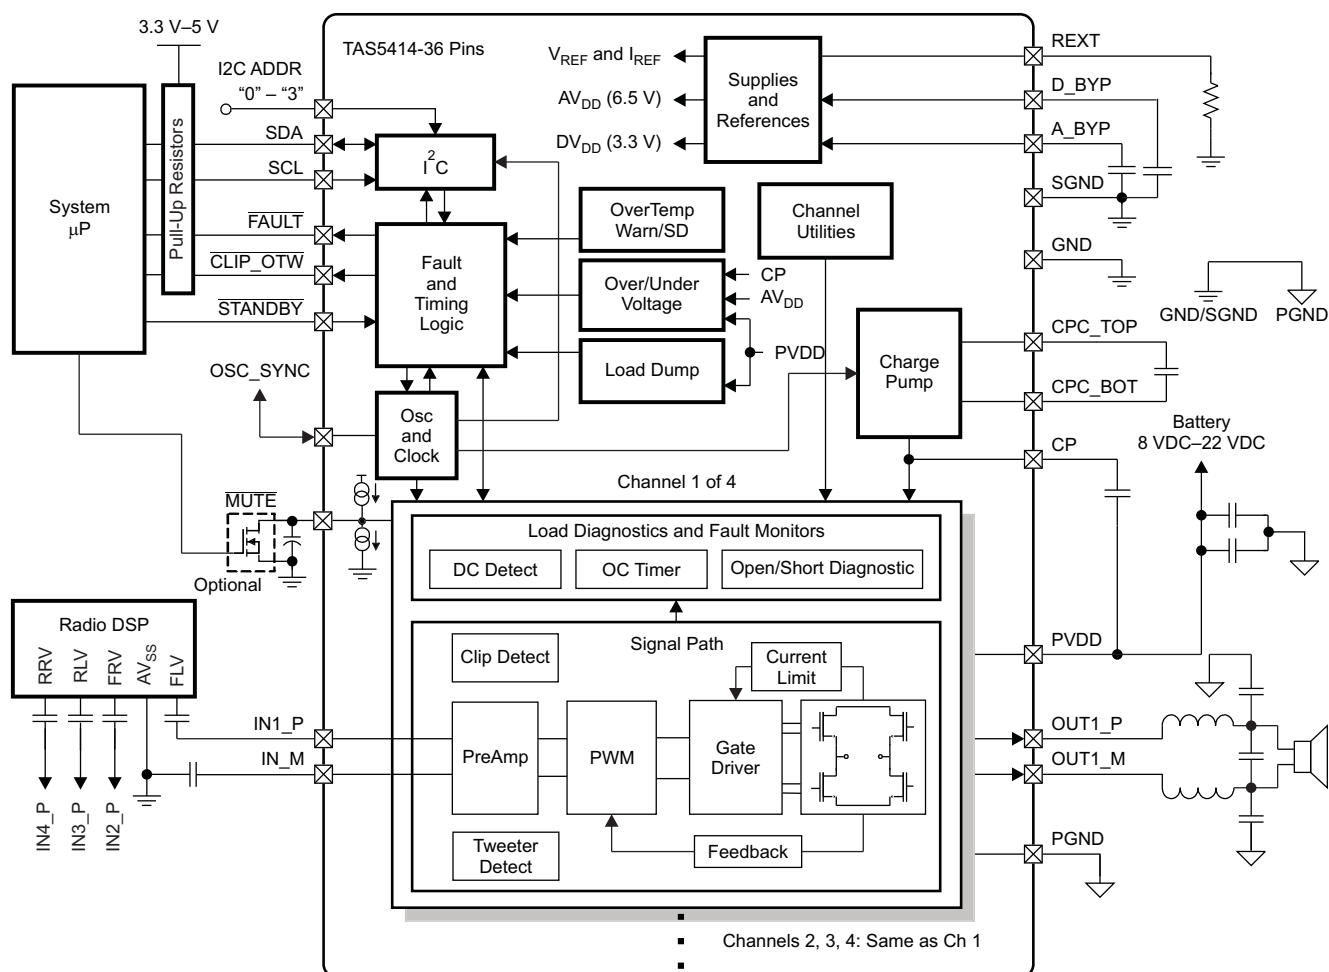 3.3 V–5 V
TAS5414-36 Pins
I2C ADDR
“0” – “3”
SDA
SCL
FAULT
CLIP_OTW
STANDBY
OSC_SYNC
System
μP
Pull-Up Resistors
I2C
Fault
and
Timing
Logic
Osc
and
Clock
OverTemp
Warn/SD
Over/Under
Voltage
Load Dump
CP
AVDD
PVDD
VREF and IREF
AVDD (6.5 V)
DVDD (3.3 V)
Supplies
and
References
Channel
Utilities
Charge
Pump
REXT
D_BYP
A_BYP
SGND
GND
GND/SGND
PGND
CPC_TOP
CPC_BOT
CP
Battery
8 VDC–22 VDC
MUTE
Optional
Channel 1 of 4
Load Diagnostics and Fault Monitors
DC Detect
OC Timer
Open/Short Diagnostic
Radio DSP
RRV
RLV
FRV
AVSS
FLV
IN4_P
IN3_P
IN2_P
IN1_P
IN_M
Signal Path
Clip Detect
Current
Limit
PreAmp
PWM
Gate
Driver
Tweeter
Detect
Feedback
PVDD
OUT1_P
OUT1_M
PGND
Channels 2, 3, 4: Same as Ch 1